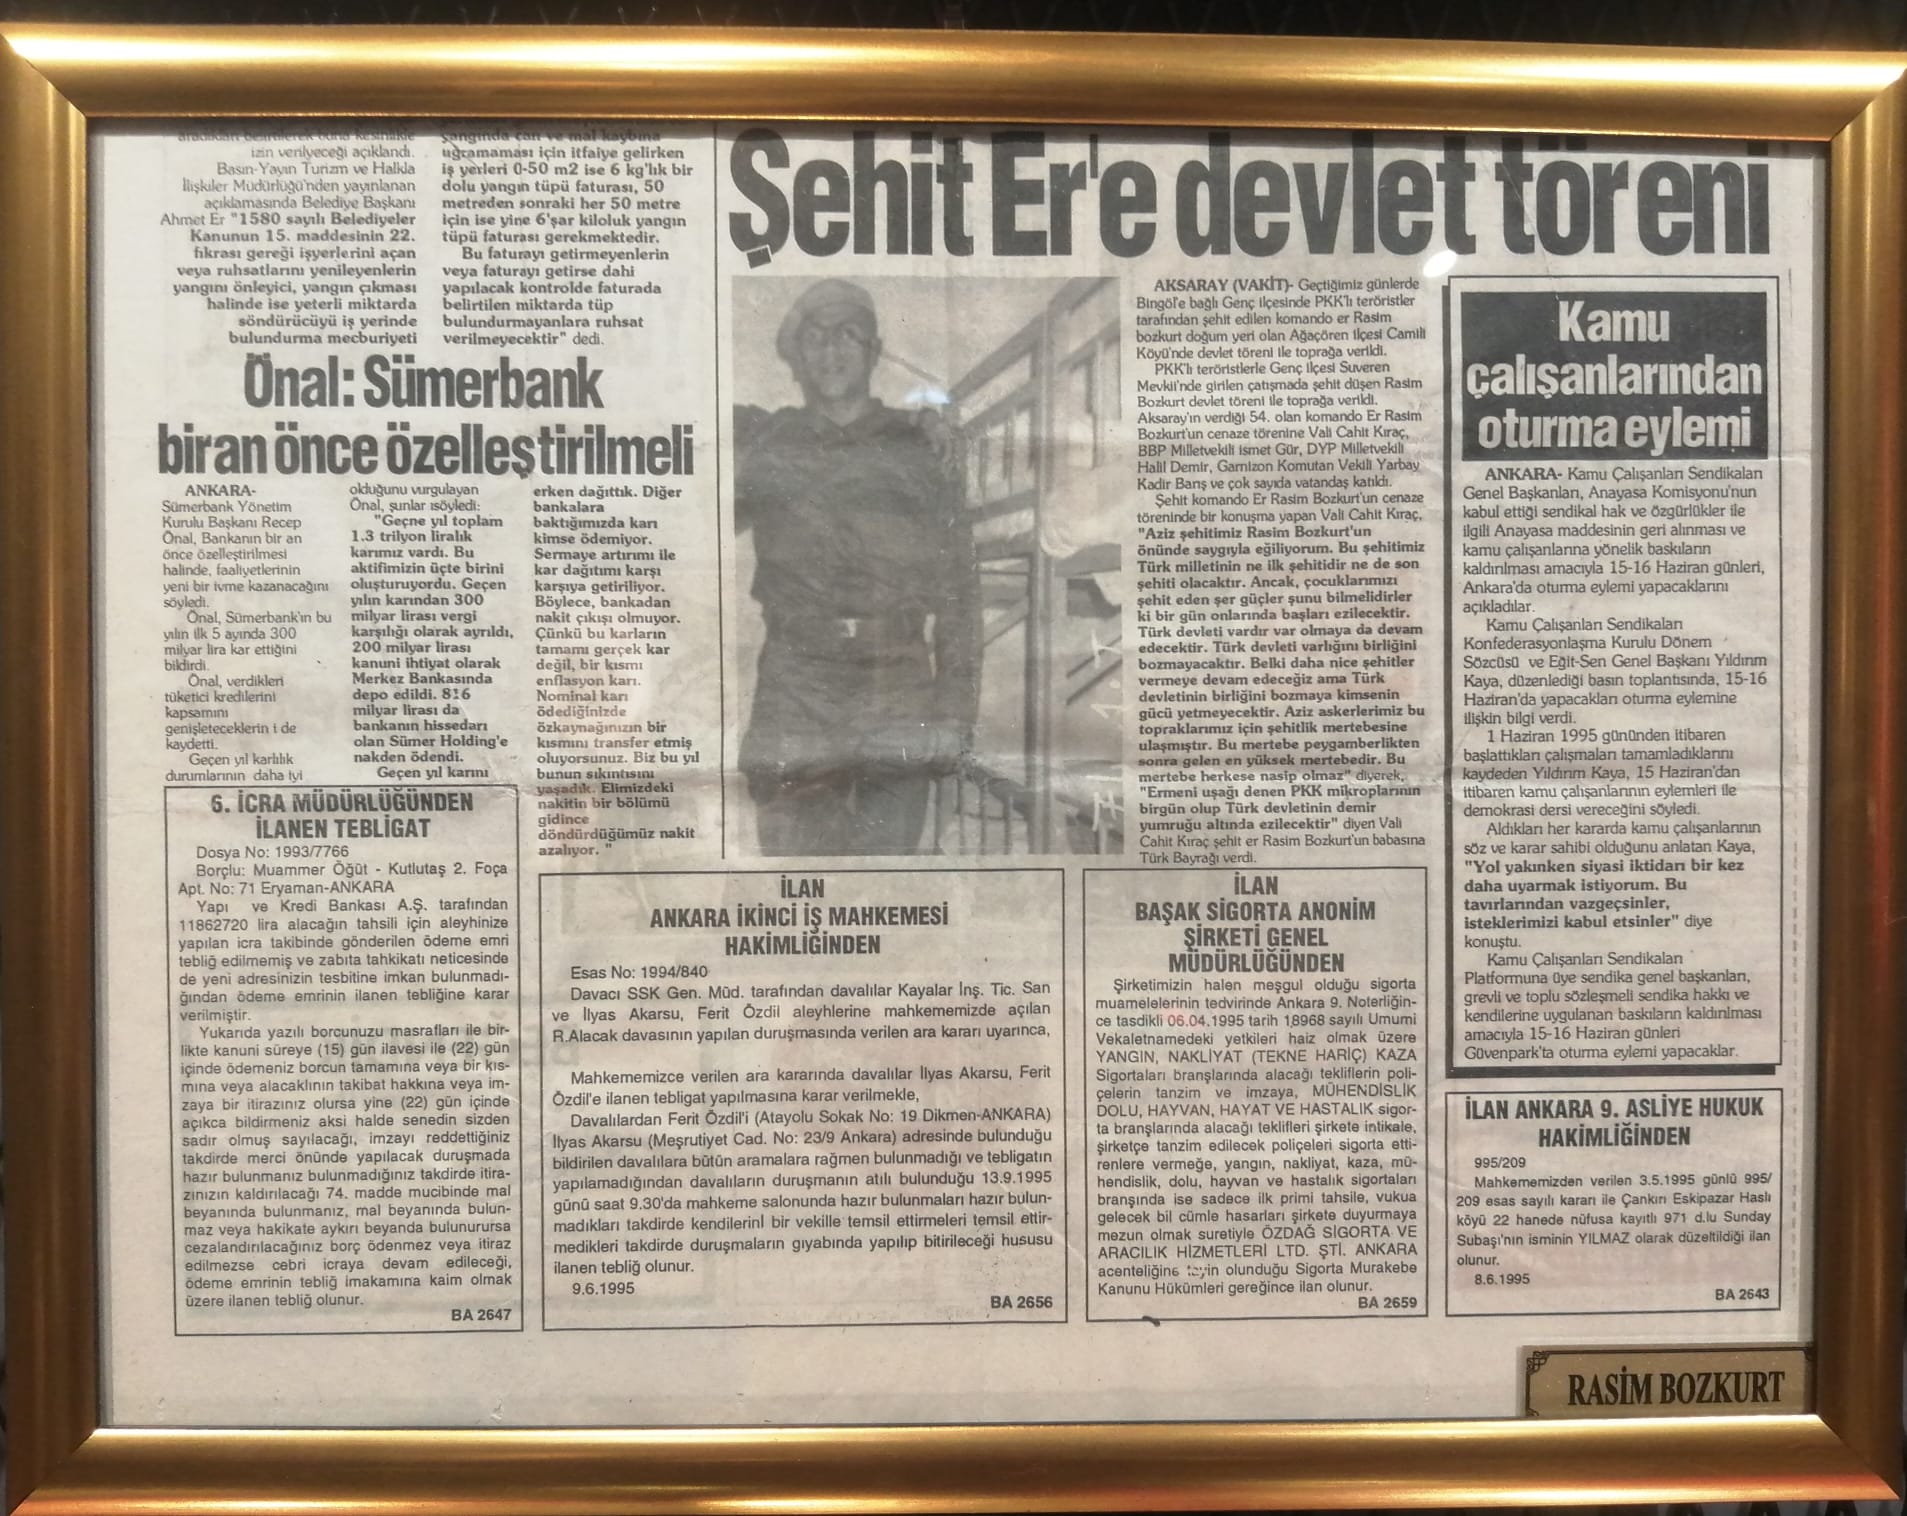 aradıkları belirtilerek buna kesinlikle
izin verilyeceği açıklandı.
Basın-Yayın Turizm ve Halkla
İlişkiler Müdürlüğü'nden yayınlanan
açıklamasında Belediye Başkanı
Ahmet Er "1580 sayılı Belediyeler
Kanunun 15. maddesinin 22.
fıkrası gereği işyerlerini açan
veya ruhsatlarını yenileyenlerin
yangını önleyici, yangın çıkması
halinde ise yeterli miktarda
söndürücüyü iş yerinde
bulundurma mecburiyeti
yangında can ve mal kaybına
uğramaması için itfaiye gelirken
iş yerleri 0-50 m2 ise 6 kg'lık bir
dolu yangın tüpü faturası, 50
metreden sonraki her 50 metre
için ise yine 6'şar kiloluk yangın
tüpü faturası gerekmektedir.
Bu faturayı getirmeyenlerin
veya faturayı getirse dahi
yapılacak kontrolde faturada
belirtilen miktarda tüp
bulundurmayanlara ruhsat
verilmeyecektir" dedi.
Önal: Sümerbank
bir an önce özelleştirilmeli
ANKARA-
Sümerbank Yönetim
Kurulu Başkanı Recep
Önal, Bankanın bir an
önce özelleştirilmesi
halinde, faaliyetlerinin
yeni bir ivme kazanacağını
söyledi.
Önal, Sümerbank'ın bu
yılın ilk 5 ayında 300
milyar lira kar ettiğini
bildirdi.
Önal, verdikleri
tüketici kredilerini
kapsamını
genişleteceklerin i de
kaydetti.
Geçen yıl karlılık
durumlarının daha iyi
olduğunu vurgulayan
Önal, şunlar ısöyledi:
"Geçne yıl toplam
1.3 trilyon liralık
karımız vardı. Bu
aktifimizin üçte birini
oluşturuyordu. Geçen
yılın karından 300
milyar lirası vergi
karşılığı olarak ayrıldı,
200 milyar lirası
kanuni ihtiyat olarak
Merkez Bankasında
depo edildi. 816
milyar lirası da
bankanın hissedarı
olan Sümer Holding'e
nakden ödendi.
Geçen yıl karını
erken dağıttık. Diğer
bankalara
baktığımızda karı
kimse ödemiyor.
Sermaye artırımı ile
kar dağıtımı karşı
karşıya getiriliyor.
Böylece, bankadan
nakit çıkışı olmuyor.
Çünkü bu karların
tamamı gerçek kar
değil, bir kısmı
enflasyon karı.
Nominal karı
ödediğinizde
özkaynağınızın bir
kısmını transfer etmiş
oluyorsunuz. Biz bu yıl
bunun sıkıntısını
yaşadık. Elimizdeki
nakitin bir bölümü
gidince
döndürdüğümüz nakit
azalıyor. "
Şehit Er'e devlet töreni
AKSARAY (VAKİT)- Geçtiğimiz günlerde
Bingöl'e bağlı Genç ilçesinde PKK'lı teröristler
tarafından şehit edilen komando er Rasim
bozkurt doğum yeri olan Ağaçören ilçesi Camili
Köyü'nde devlet töreni ile toprağa verildi.
PKK'lı teröristlerle Genç ilçesi Suveren
Mevkii'nde girilen çatışmada şehit düşen Rasim
Bozkurt devlet töreni ile toprağa verildi.
Aksaray'ın verdiği 54. olan komando Er Rasim
Bozkurt'un cenaze törenine Vali Cahit Kıraç,
BBP Milletvekili ismet Gür, DYP Milletvekili
Halil Demir, Garnizon Komutan Vekili Yarbay
Kadir Barış ve çok sayıda vatandaş katıldı.
Şehit komando Er Rasim Bozkurt'un cenaze
töreninde bir konuşma yapan Vali Cahit Kıraç,
"Aziz şehitimiz Rasim Bozkurt'un
önünde saygıyla eğiliyorum. Bu şehitimiz
Türk milletinin ne ilk şehitidir ne de son
şehiti olacaktır. Ancak, çocuklarımızı
şehit eden şer güçler şunu bilmelidirler
ki bir gün onlarında başları ezilecektir.
Türk devleti vardır var olmaya da devam
edecektir. Türk devleti varlığını birliğini
bozmayacaktır. Belki daha nice şehitler
vermeye devam edeceğiz ama Türk
devletinin birliğini bozmaya kimsenin
gücü yetmeyecektir. Aziz askerlerimiz bu
topraklarımız için şehitlik mertebesine
ulaşmıştır. Bu mertebe peygamberlikten
sonra gelen en yüksek mertebedir. Bu
mertebe herkese nasip olmaz" diyerek,
"Ermeni uşağı denen PKK mikroplarının
birgün olup Türk devletinin demir
yumruğu altında ezilecektir" diyen Vali
Cahit Kıraç şehit er Rasim Bozkurt'un babasına
Türk Bayrağı verdi.
Kamu
çalışanlarından
oturma eylemi
ANKARA- Kamu Çalışanları Sendikaları
Genel Başkanları, Anayasa Komisyonu'nun
kabul ettiği sendikal hak ve özgürlükler ile
ilgili Anayasa maddesinin geri alınması ve
kamu çalışanlarına yönelik baskıların
kaldırılması amacıyla 15-16 Haziran günleri,
Ankara'da oturma eylemi yapacaklarını
açıkladılar.
Kamu Çalışanları Sendikaları
Konfederasyonlaşma Kurulu Dönem
Sözcüsü ve Eğit-Sen Genel Başkanı Yıldırım
Kaya, düzenlediği basın toplantısında, 15-16
Haziran'da yapacakları oturma eylemine
ilişkin bilgi verdi.
1 Haziran 1995 gününden itibaren
başlattıkları çalışmaları tamamladıklarını
kaydeden Yıldırım Kaya, 15 Haziran'dan
itibaren kamu çalışanlarının eylemleri ile
demokrasi dersi vereceğini söyledi.
Aldıkları her kararda kamu çalışanlarının
söz ve karar sahibi olduğunu anlatan Kaya,
"Yol yakınken siyasi iktidarı bir kez
daha uyarmak istiyorum. Bu
tavırlarından vazgeçsinler,
isteklerimizi kabul etsinler" diye
konuştu.
Kamu Çalışanları Sendikaları
Platformuna üye sendika genel başkanları,
grevli ve toplu sözleşmeli sendika hakkı ve
kendilerine uygulanan baskıların kaldırılması
amacıyla 15-16 Haziran günleri
Güvenpark'ta oturma eylemi yapacaklar.
6. İCRA MÜDÜRLÜĞÜNDEN
İLANEN TEBLİGAT
Dosya No: 1993/7766
Borçlu: Muammer Öğüt - Kutlutaş 2. Foça
Apt. No: 71 Eryaman-ANKARA
Yapı ve Kredi Bankası A.Ş. tarafından
11862720 lira alacağın tahsili için aleyhinize
yapılan icra takibinde gönderilen ödeme emri
tebliğ edilmemiş ve zabıta tahkikatı neticesinde
de yeni adresinizin tesbitine imkan bulunmadı-
ğından ödeme emrinin ilanen tebliğine karar
verilmiştir.
Yukarıda yazılı borcunuzu masrafları ile bir-
likte kanuni süreye (15) gün ilavesi ile (22) gün
içinde ödemeniz borcun tamamına veya bir kıs-
mına veya alacaklının takibat hakkına veya im-
zaya bir itirazınız olursa yine (22) gün içinde
açıkca bildirmeniz aksi halde senedin sizden
sadır olmuş sayılacağı, imzayı reddettiğiniz
takdirde merci önünde yapılacak duruşmada
hazır bulunmanız bulunmadığınız takdirde itira-
zınızın kaldırılacağı 74. madde mucibinde mal
beyanında bulunmanız, mal beyanında bulun-
maz veya hakikate aykırı beyanda bulunurursa
cezalandırılacağınız borç ödenmez veya itiraz
edilmezse cebri icraya devam edileceği,
ödeme emrinin tebliğ imakamına kaim olmak
üzere ilanen tebliğ olunur.
BA 2647
İLAN
ANKARA İKİNCİ İŞ MAHKEMESİ
HAKİMLİĞİNDEN
Esas No: 1994/840
Davacı SSK Gen. Müd. tarafından davalılar Kayalar İnş. Tic. San
ve İlyas Akarsu, Ferit Özdil aleyhlerine mahkememizde açılan
R.Alacak davasının yapılan duruşmasında verilen ara kararı uyarınca,
Mahkememizce verilen ara kararında davalılar İlyas Akarsu, Ferit
Özdil'e ilanen tebligat yapılmasına karar verilmekle,
Davalılardan Ferit Özdil'i (Atayolu Sokak No: 19 Dikmen-ANKARA)
İlyas Akarsu (Meşrutiyet Cad. No: 23/9 Ankara) adresinde bulunduğu
bildirilen davalılara bütün aramalara rağmen bulunmadığı ve tebligatın
yapılamadığından davalıların duruşmanın atılı bulunduğu 13.9.1995
günü saat 9.30'da mahkeme salonunda hazır bulunmaları hazır bulun-
madıkları takdirde kendilerinl bir vekille temsil ettirmeleri temsil ettir-
medikleri takdirde duruşmaların gıyabında yapılıp bitirileceği hususu
ilanen tebliğ olunur.
9.6.1995
BA 2656
İLAN
BAŞAK SİGORTA ANONİM
ŞİRKETİ GENEL
MÜDÜRLÜĞÜNDEN
Şirketimizin halen meşgul olduğu sigorta
muamelelerinin tedvirinde Ankara 9. Noterliğin-
ce tasdikli 06.04.1995 tarih 18968 sayılı Umumi
Vekaletnamedeki yetkileri haiz olmak üzere
YANGIN, NAKLİYAT (TEKNE HARİÇ) KAZA
Sigortaları branşlarında alacağı tekliflerin poli-
çelerin tanzim ve imzaya, MÜHENDİSLİK
DOLU, HAYVAN, HAYAT VE HASTALIK sigor-
ta branşlarında alacağı teklifleri şirkete intikale,
şirketçe tanzim edilecek poliçeleri sigorta etti-
renlere vermeğe, yangın, nakliyat, kaza, mü-
hendislik, dolu, hayvan ve hastalık sigortaları
branşında ise sadece ilk primi tahsile, vukua
gelecek bil cümle hasarları şirkete duyurmaya
mezun olmak suretiyle ÖZDAĞ SİGORTA VE
ARACILIK HİZMETLERİ LTD. ŞTİ. ANKARA
acenteliğine tayin olunduğu Sigorta Murakebe
Kanunu Hükümleri gereğince ilan olunur.
BA 2659
İLAN ANKARA 9. ASLİYE HUKUK
HAKİMLİĞİNDEN
995/209
Mahkememizden verilen 3.5.1995 günlü 995/
209 esas sayılı kararı ile Çankırı Eskipazar Haslı
köyü 22 hanede nüfusa kayıtlı 971 d.lu Sunday
Subaşı'nın isminin YILMAZ olarak düzeltildiği ilan
olunur.
8.6.1995
BA 2643
RASİM BOZKURT